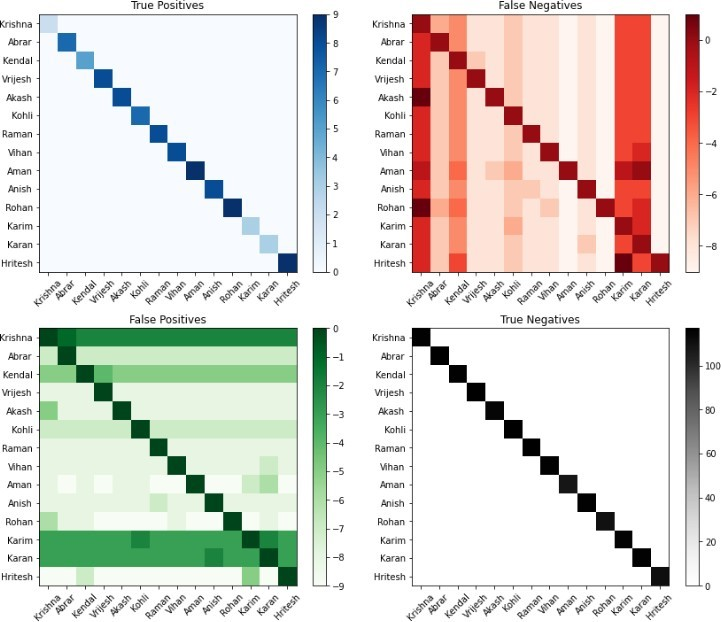 True Positives
Krishna
Abrar
Kendal
Vrijesh
Akash
Kohli
Raman
Vihan
Aman
Anish
Rohan
Karim
Karan
Hritesh
Krishna Abrar Kendal Vrijesh Akash Kohli Raman Vihan Aman Anish Rohan Karim Karan Hritesh
9
8
7
6
5
4
3
2
1
0
False Negatives
Krishna
Abrar
Kendal
Vrijesh
Akash
Kohli
Raman
Vihan
Aman
Anish
Rohan
Karim
Karan
Hritesh
Krishna Abrar Kendal Vrijesh Akash Kohli Raman Vihan Aman Anish Rohan Karim Karan Hritesh
0
−2
−4
−6
−8
False Positives
Krishna
Abrar
Kendal
Vrijesh
Akash
Kohli
Raman
Vihan
Aman
Anish
Rohan
Karim
Karan
Hritesh
Krishna Abrar Kendal Vrijesh Akash Kohli Raman Vihan Aman Anish Rohan Karim Karan Hritesh
0
−1
−2
−3
−4
−5
−6
−7
−8
−9
True Negatives
Krishna
Abrar
Kendal
Vrijesh
Akash
Kohli
Raman
Vihan
Aman
Anish
Rohan
Karim
Karan
Hritesh
Krishna Abrar Kendal Vrijesh Akash Kohli Raman Vihan Aman Anish Rohan Karim Karan Hritesh
100
80
60
40
20
0